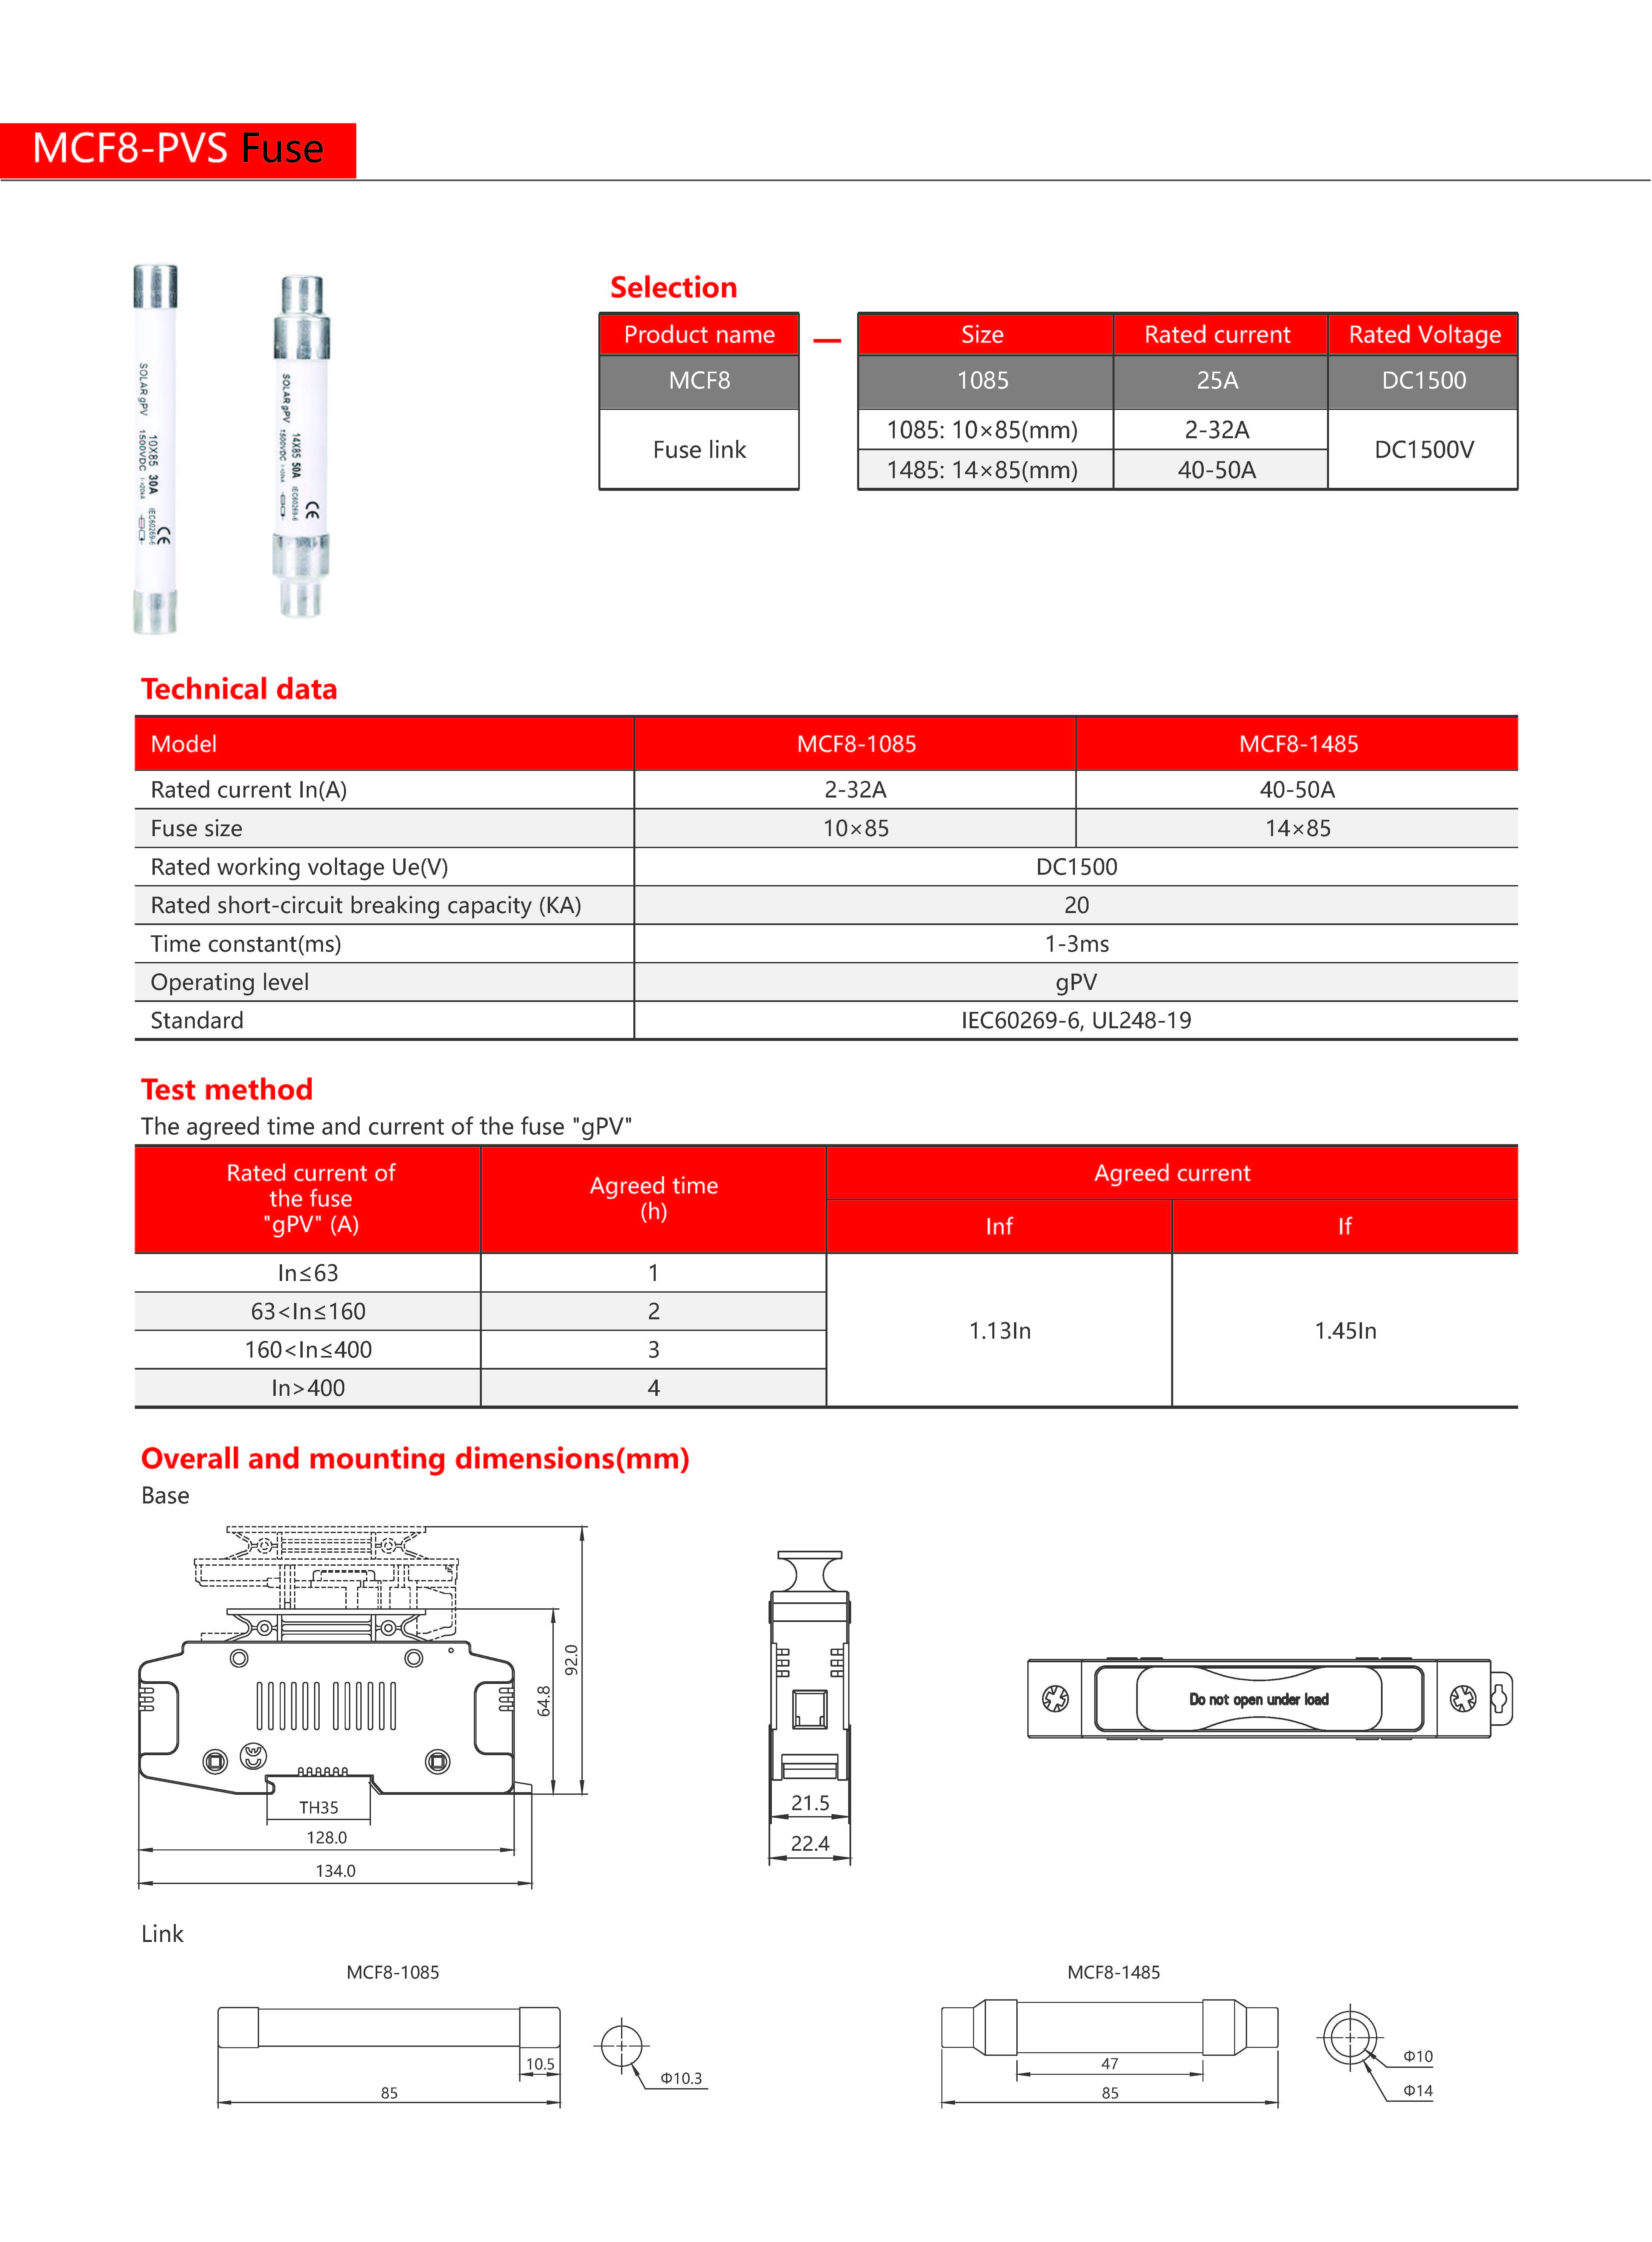 MCF8-PVS Fuse
SOLAR gPV
10X85 30A
1500VDC
IEC60269-6
CE
SOLAR gPV
14X85 50A
1500VDC
IEC60269-6
CE
Selection
Product name — Size Rated current Rated Voltage
MCF8 1085 25A DC1500
Fuse link 1085: 10×85(mm) 2-32A DC1500V
1485: 14×85(mm) 40-50A
Technical data
Model MCF8-1085 MCF8-1485
Rated current In(A) 2-32A 40-50A
Fuse size 10×85 14×85
Rated working voltage Ue(V) DC1500
Rated short-circuit breaking capacity (KA) 20
Time constant(ms) 1-3ms
Operating level gPV
Standard IEC60269-6, UL248-19
Test method
The agreed time and current of the fuse "gPV"
Rated current of
the fuse
"gPV" (A)
Agreed time
(h)
Agreed current
Inf If
In≤63 1
63<In≤160 2
160<In≤400 3
In>400 4
1.13In 1.45In
Overall and mounting dimensions(mm)
Base
92.0
64.8
CE
TH35
128.0
134.0
21.5
22.4
Do not open under load
Link
MCF8-1085
10.5
85
Φ10.3
MCF8-1485
47
85
Φ10
Φ14